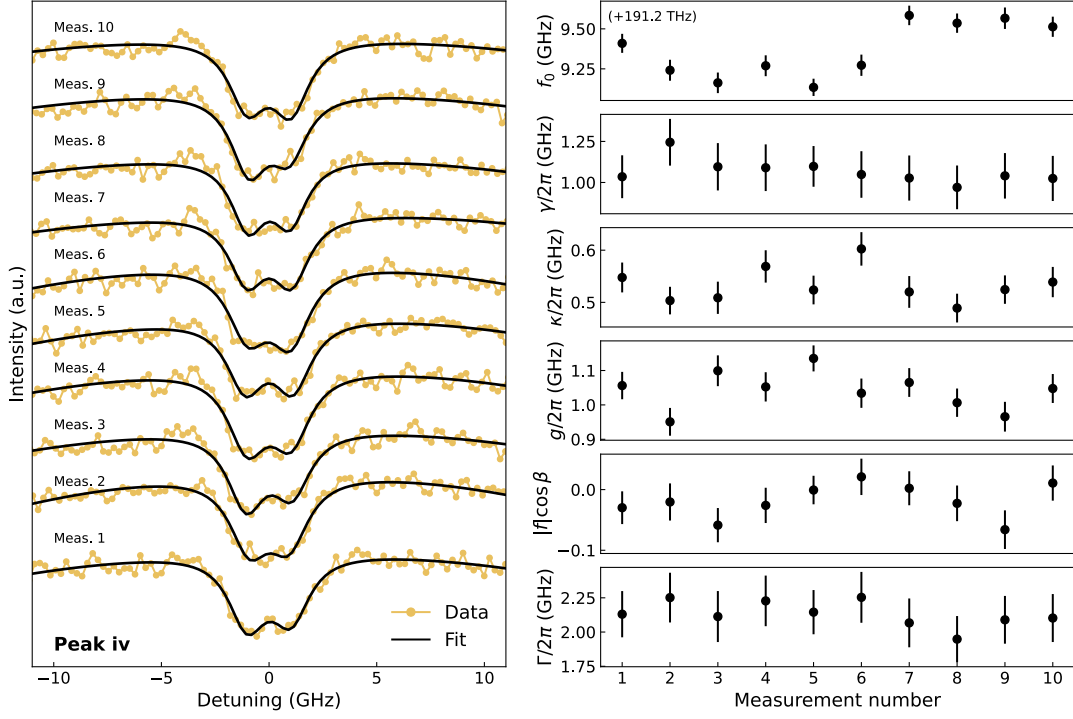 Meas. 10
Meas. 9
Meas. 8
Meas. 7
Meas. 6
Meas. 5
Meas. 4
Meas. 3
Meas. 2
Meas. 1
Data
Fit
Peak iv
Intensity (a.u.)
−10 −5 0 5 10
Detuning (GHz)
(+191.2 THz)
9.50
9.25
f₀ (GHz)
1.25
1.00
γ/2π (GHz)
0.6
0.5
κ/2π (GHz)
1.1
1.0
0.9
g/2π (GHz)
0.0
−0.1
|f|cos β
2.25
2.00
1.75
Γ/2π (GHz)
1 2 3 4 5 6 7 8 9 10
Measurement number